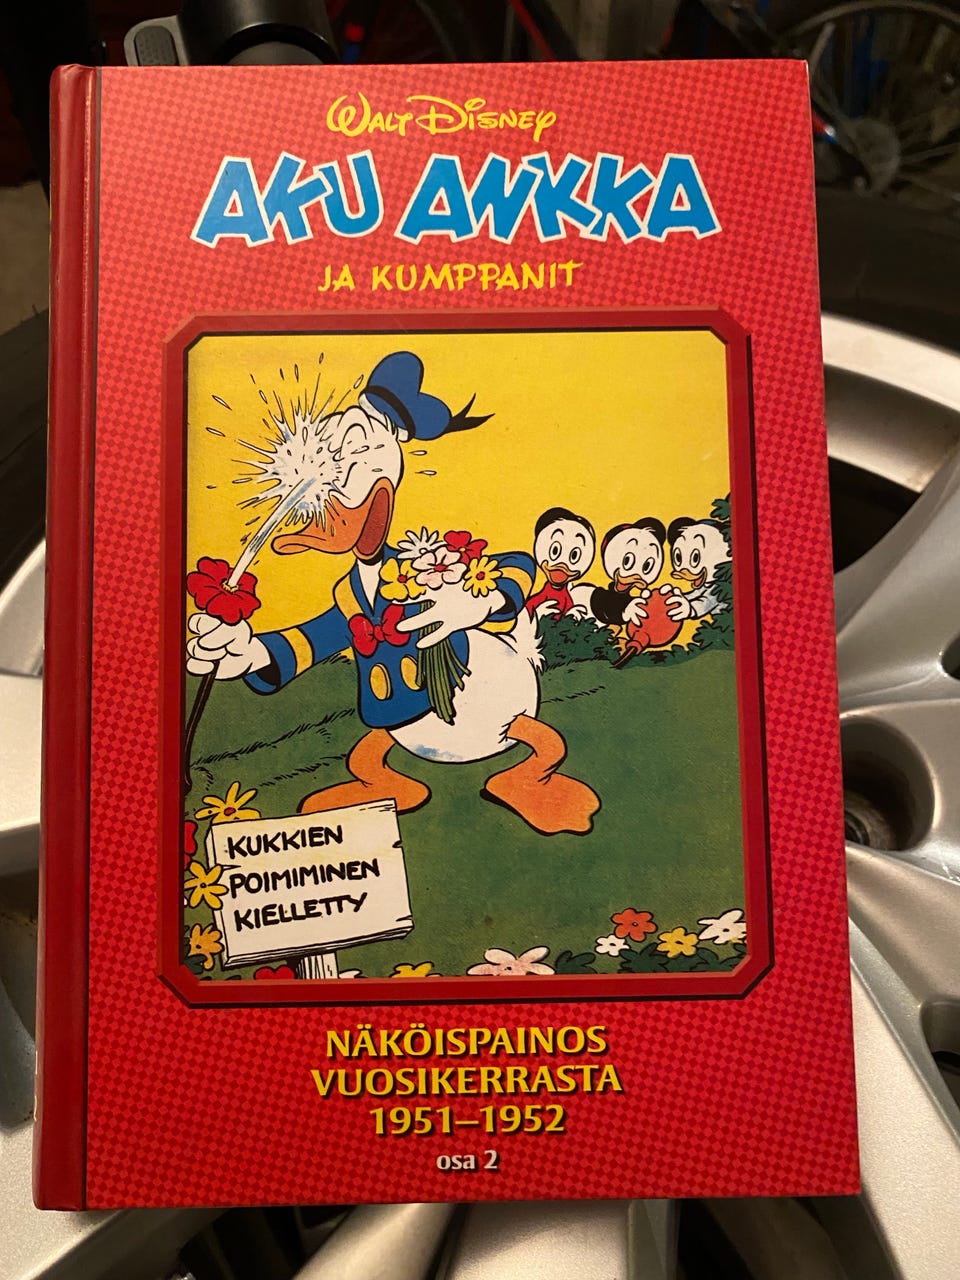 WALT DISNEY
AKU ANKKA
JA KUMPPANIT
KUKKIEN
POIMIMINEN
KIELLETTY
NÄKÖISPAINOS
VUOSIKERRASTA
1951–1952
osa 2